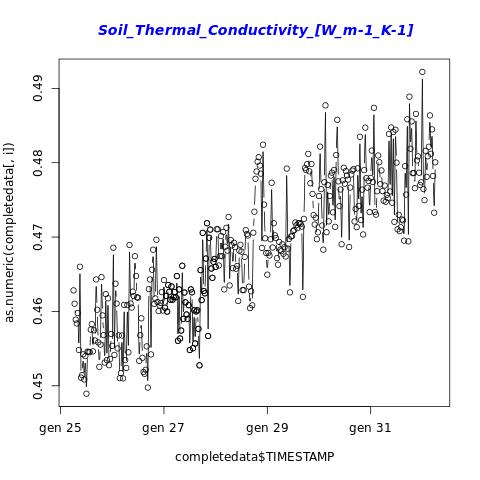 Soil_Thermal_Conductivity_[W_m-1_K-1]
as.numeric(completedata[, i])
0.49
0.48
0.47
0.46
0.45
gen 25
gen 27
gen 29
gen 31
completedata$TIMESTAMP